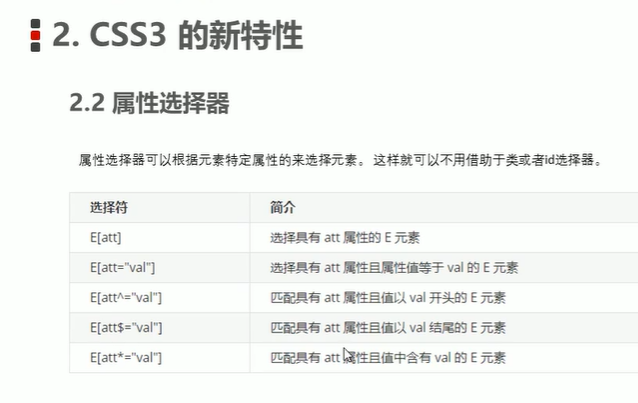 2. CSS3 的新特性
2.2 属性选择器
属性选择器可以根据元素特定属性的来选择元素。 这样就可以不用借助于类或者id选择器。
选择符 简介
E[att] 选择具有 att 属性的 E 元素
E[att="val"] 选择具有 att 属性且属性值等于 val 的 E 元素
E[att^="val"] 匹配具有 att 属性且值以 val 开头的 E 元素
E[att$="val"] 匹配具有 att 属性且值以 val 结尾的 E 元素
E[att*="val"] 匹配具有 att 属性且值中含有 val 的 E 元素